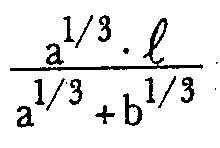 a^{1/3} · ℓ
a^{1/3} + b^{1/3}